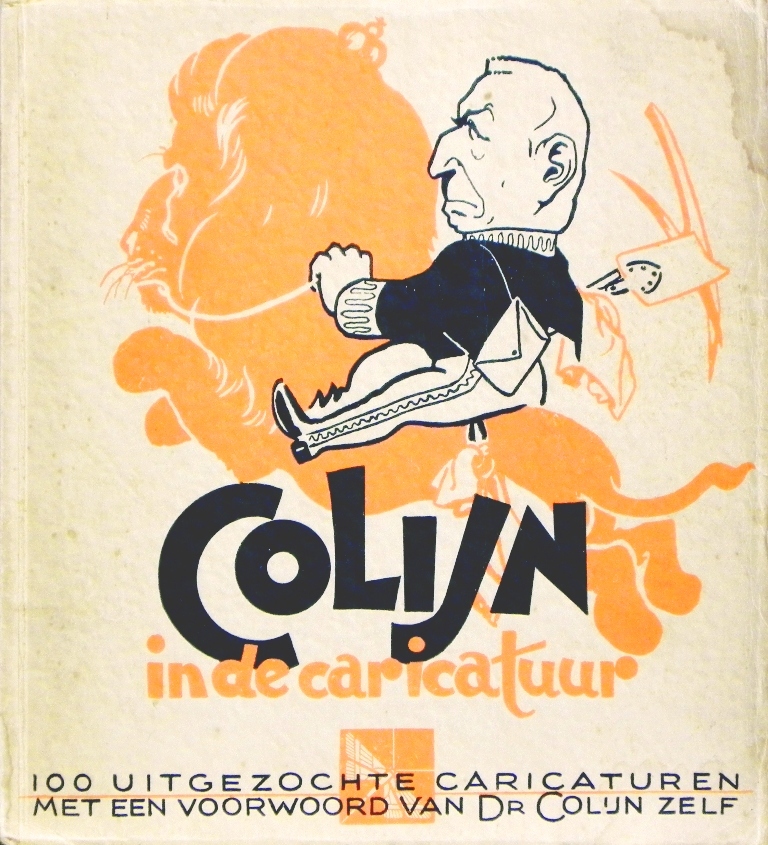 COLIJN
in de caricatuur
100 UITGEZOCHTE CARICATUREN
MET EEN VOORWOORD VAN DR COLIJN ZELF